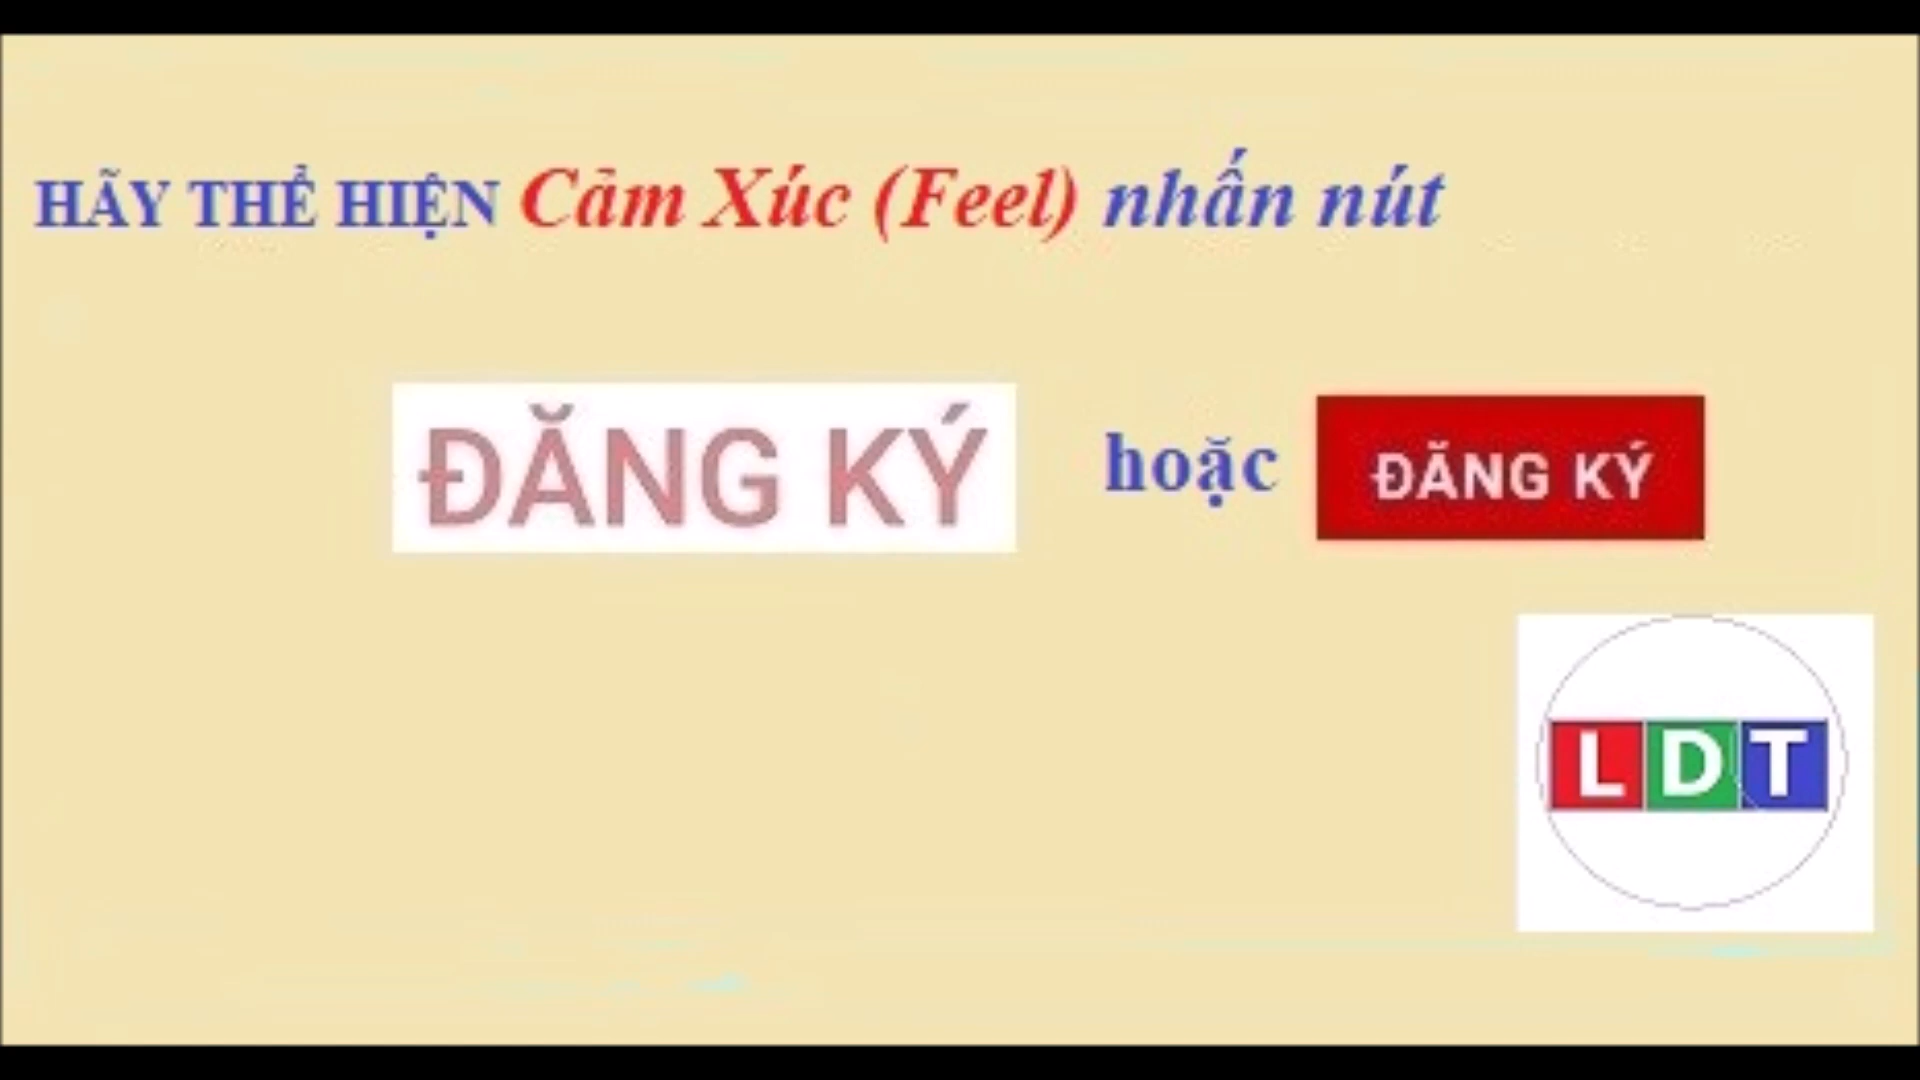 HÃY THỂ HIỆN Cảm Xúc (Feel) nhấn nút
ĐĂNG KÝ hoặc ĐĂNG KÝ
LDT